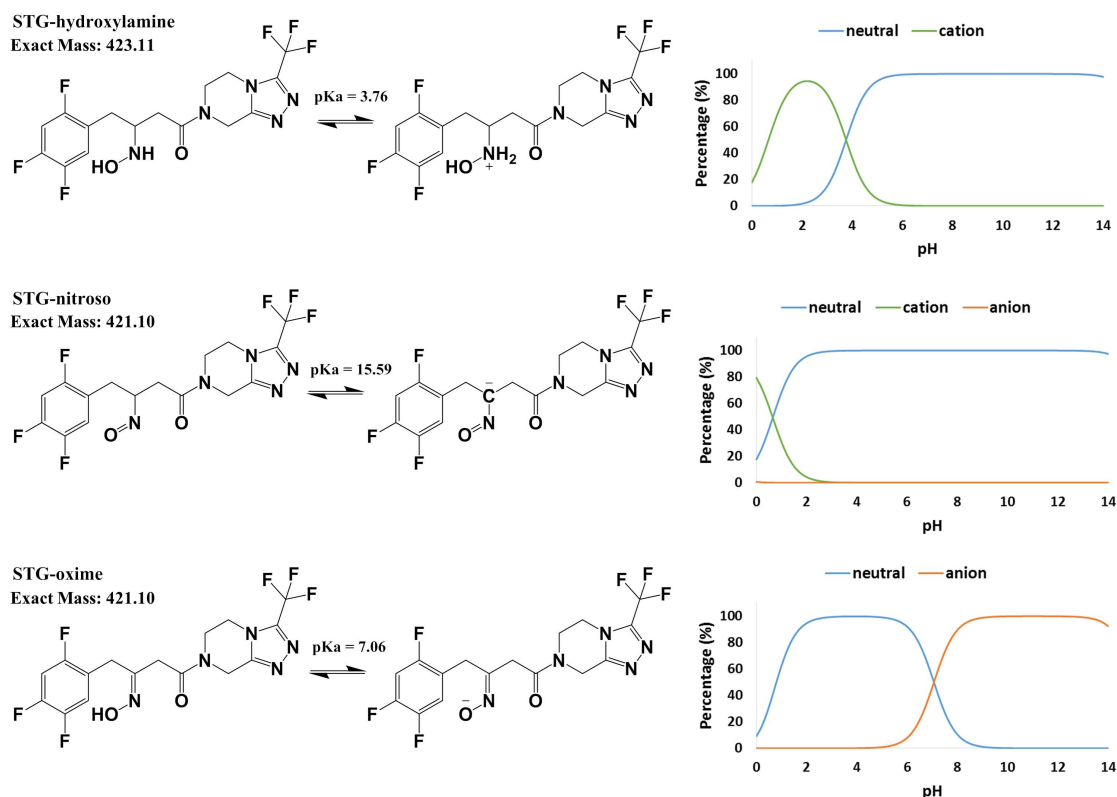 STG-hydroxylamine
Exact Mass: 423.11
F F
F
N N
F
pKa = 3.76
N N
HO NH O
F F
F F
F
N N
F
N N
HO NH2 O
+
F F
neutral cation
Percentage (%)
100
80
60
40
20
0
0 2 4 6 8 10 12 14
pH
STG-nitroso
Exact Mass: 421.10
F F
F
N N
F
pKa = 15.59
N N
N O
O
F F
F F
F
N N
F
N N
C
−
N O
O
F F
neutral cation anion
Percentage (%)
100
80
60
40
20
0
0 2 4 6 8 10 12 14
pH
STG-oxime
Exact Mass: 421.10
F F
F
N N
F
pKa = 7.06
N N
HO N O
F F
F F
F
N N
F
N N
−
O N O
F F
neutral anion
Percentage (%)
100
80
60
40
20
0
0 2 4 6 8 10 12 14
pH